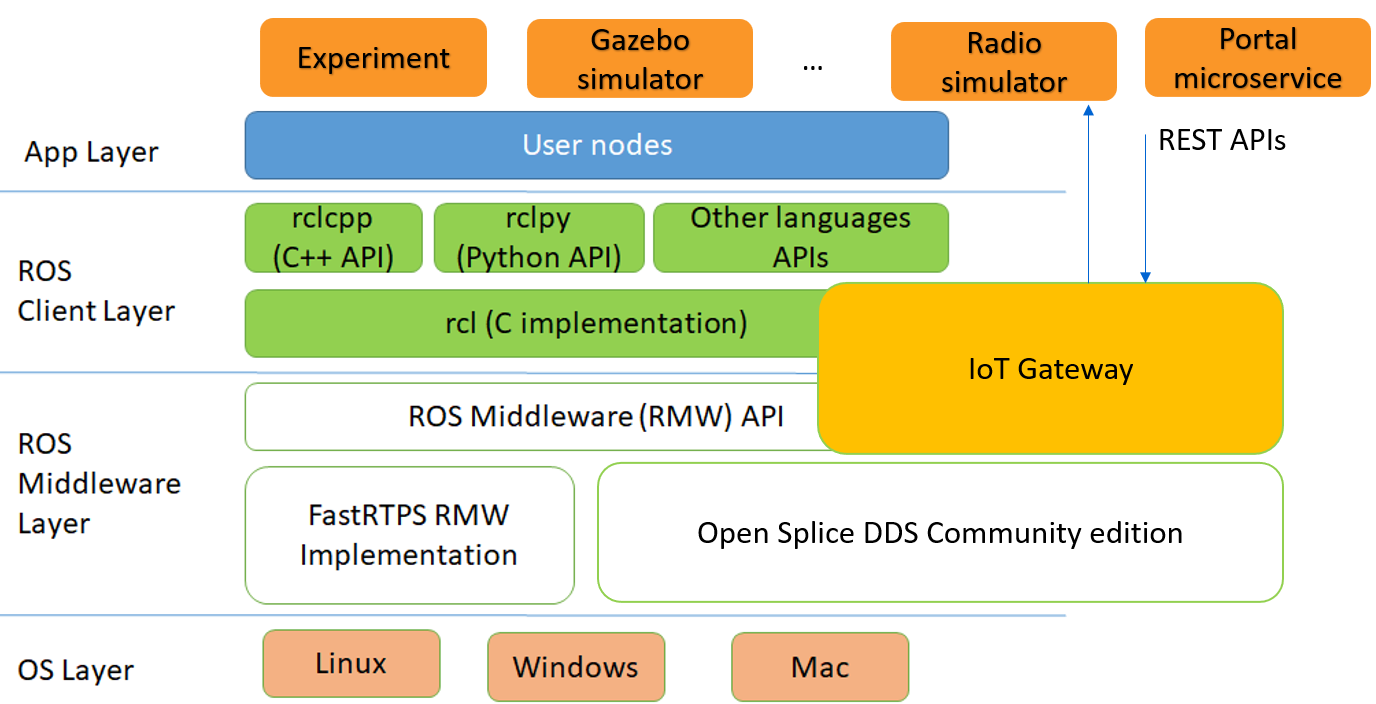 Experiment
Gazebo
simulator
...
Radio
simulator
Portal
microservice
App Layer
User nodes
REST APIs
ROS
Client Layer
rclcpp
(C++ API)
rclpy
(Python API)
Other languages
APIs
rcl (C implementation)
IoT Gateway
ROS
Middleware
Layer
ROS Middleware (RMW) API
FastRTPS RMW
Implementation
Open Splice DDS Community edition
OS Layer
Linux
Windows
Mac